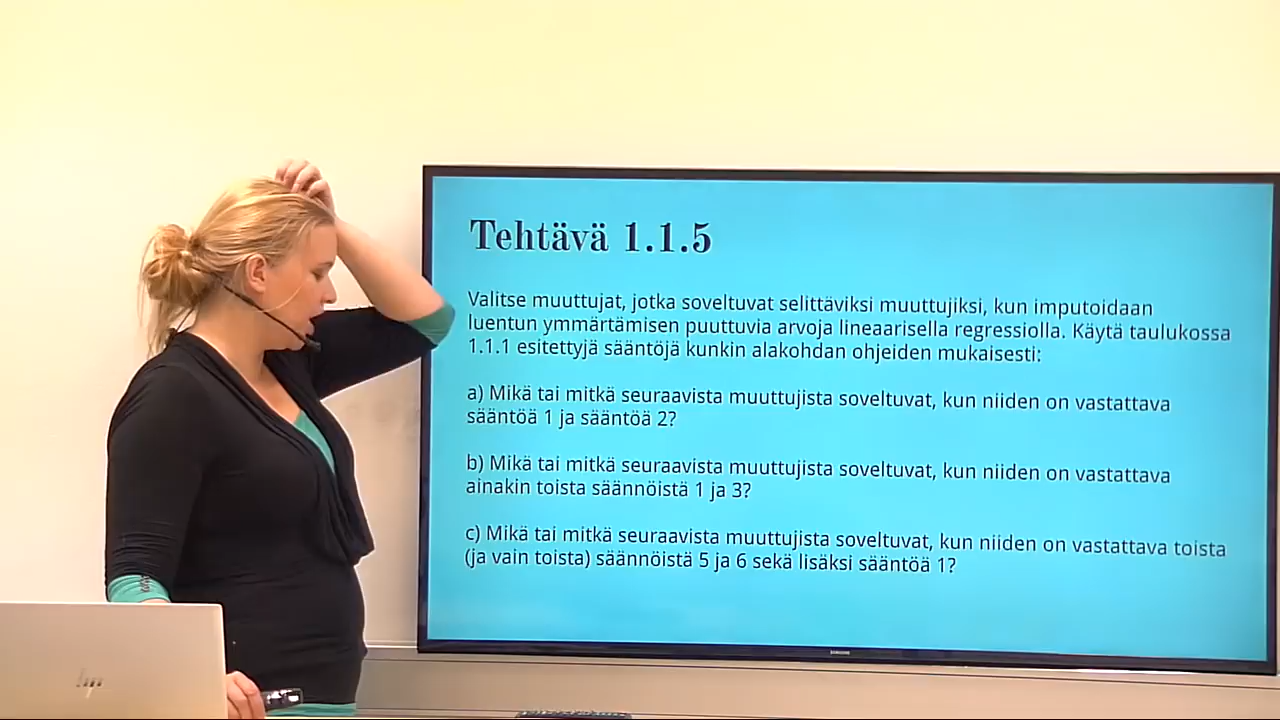 Tehtävä 1.1.5
Valitse muuttujat, jotka soveltuvat selittäviksi muuttujiksi, kun imputoidaan
luentun ymmärtämisen puuttuvia arvoja lineaarisella regressiolla. Käytä taulukossa
1.1.1 esitettyjä sääntöjä kunkin alakohdan ohjeiden mukaisesti:
a) Mikä tai mitkä seuraavista muuttujista soveltuvat, kun niiden on vastattava
sääntöä 1 ja sääntöä 2?
b) Mikä tai mitkä seuraavista muuttujista soveltuvat, kun niiden on vastattava
ainakin toista säännöistä 1 ja 3?
c) Mikä tai mitkä seuraavista muuttujista soveltuvat, kun niiden on vastattava toista
(ja vain toista) säännöistä 5 ja 6 sekä lisäksi sääntöä 1?
SAMSUNG
hp